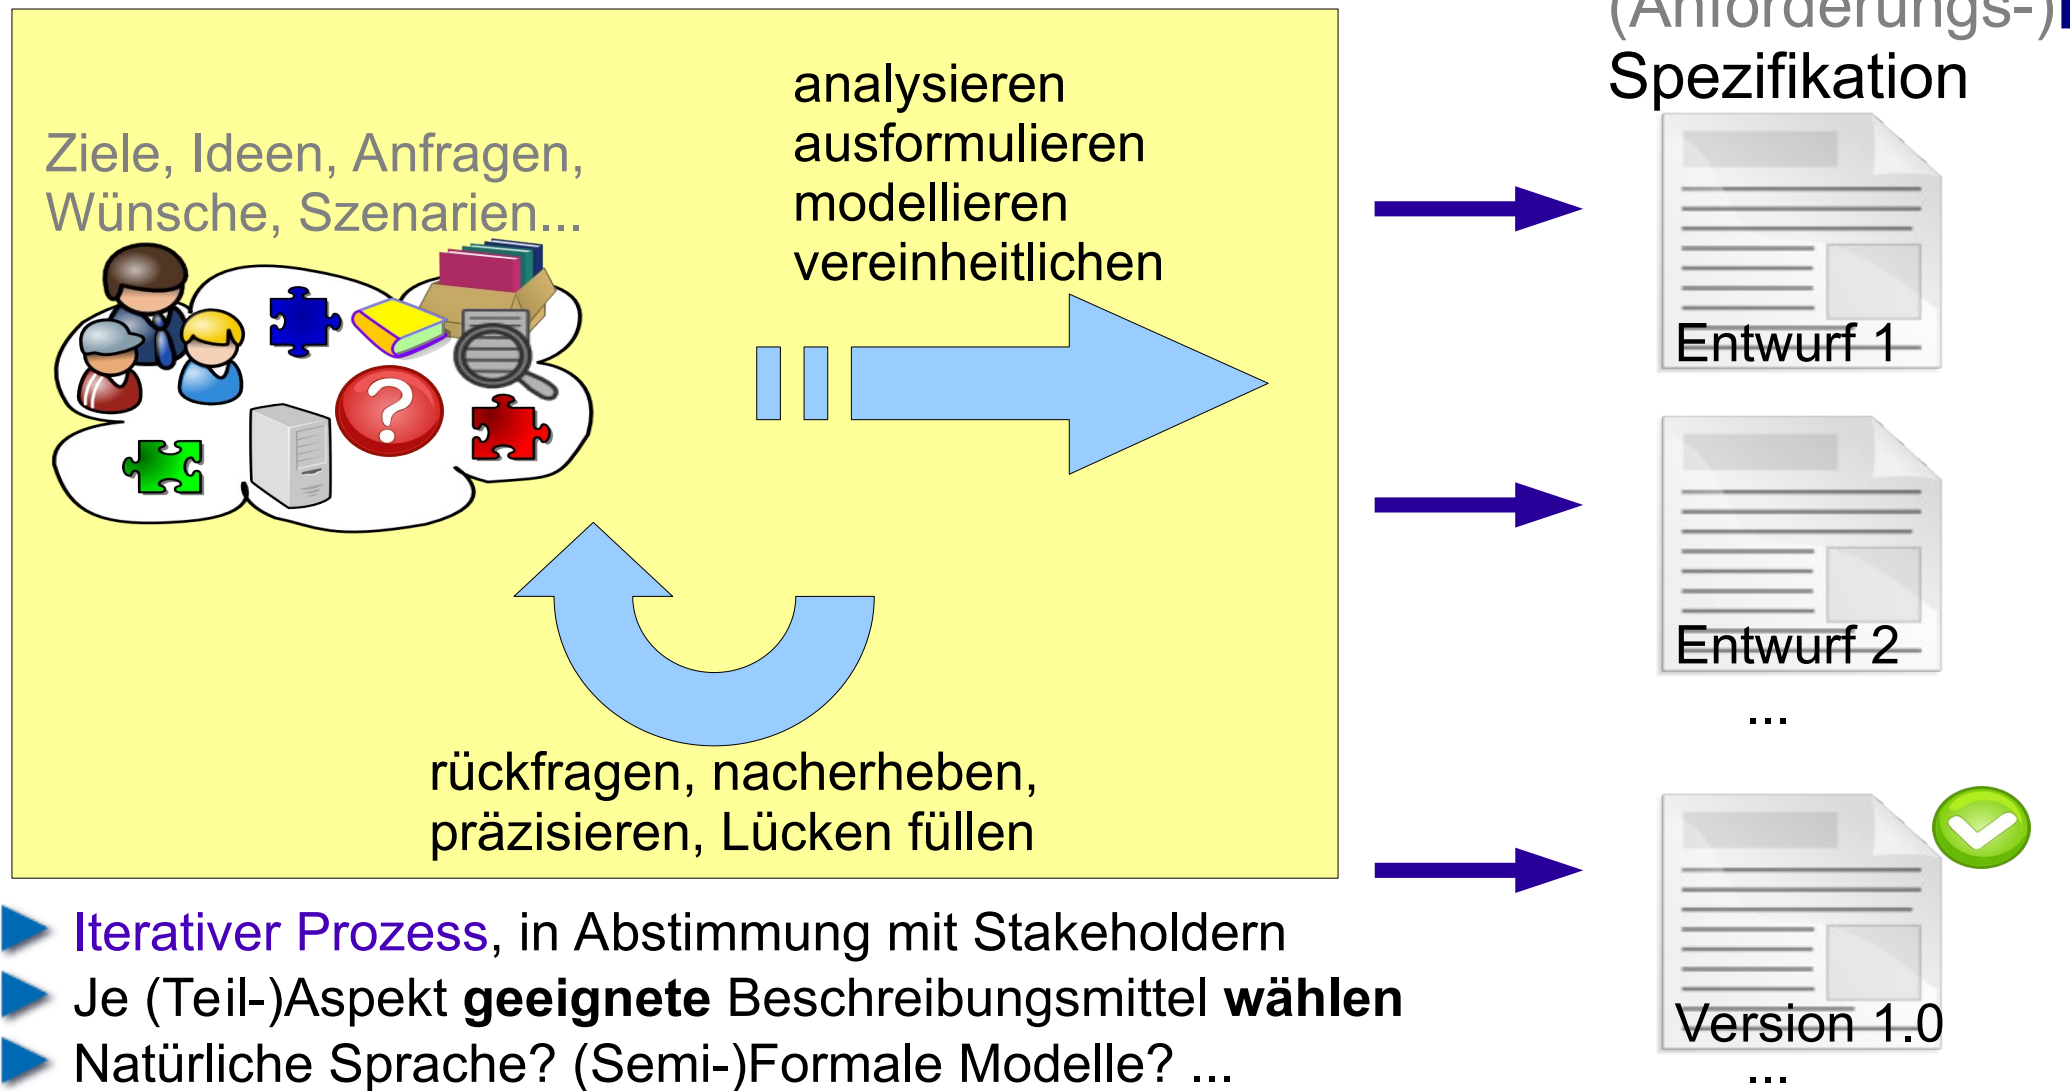 (Anforderungs-)
Spezifikation
analysieren
ausformulieren
modellieren
vereinheitlichen
Ziele, Ideen, Anfragen,
Wünsche, Szenarien...
?
Entwurf 1
Entwurf 2
...
rückfragen, nacherheben,
präzisieren, Lücken füllen
Version 1.0
...
Iterativer Prozess, in Abstimmung mit Stakeholdern
Je (Teil-)Aspekt geeignete Beschreibungsmittel wählen
Natürliche Sprache? (Semi-)Formale Modelle? ...